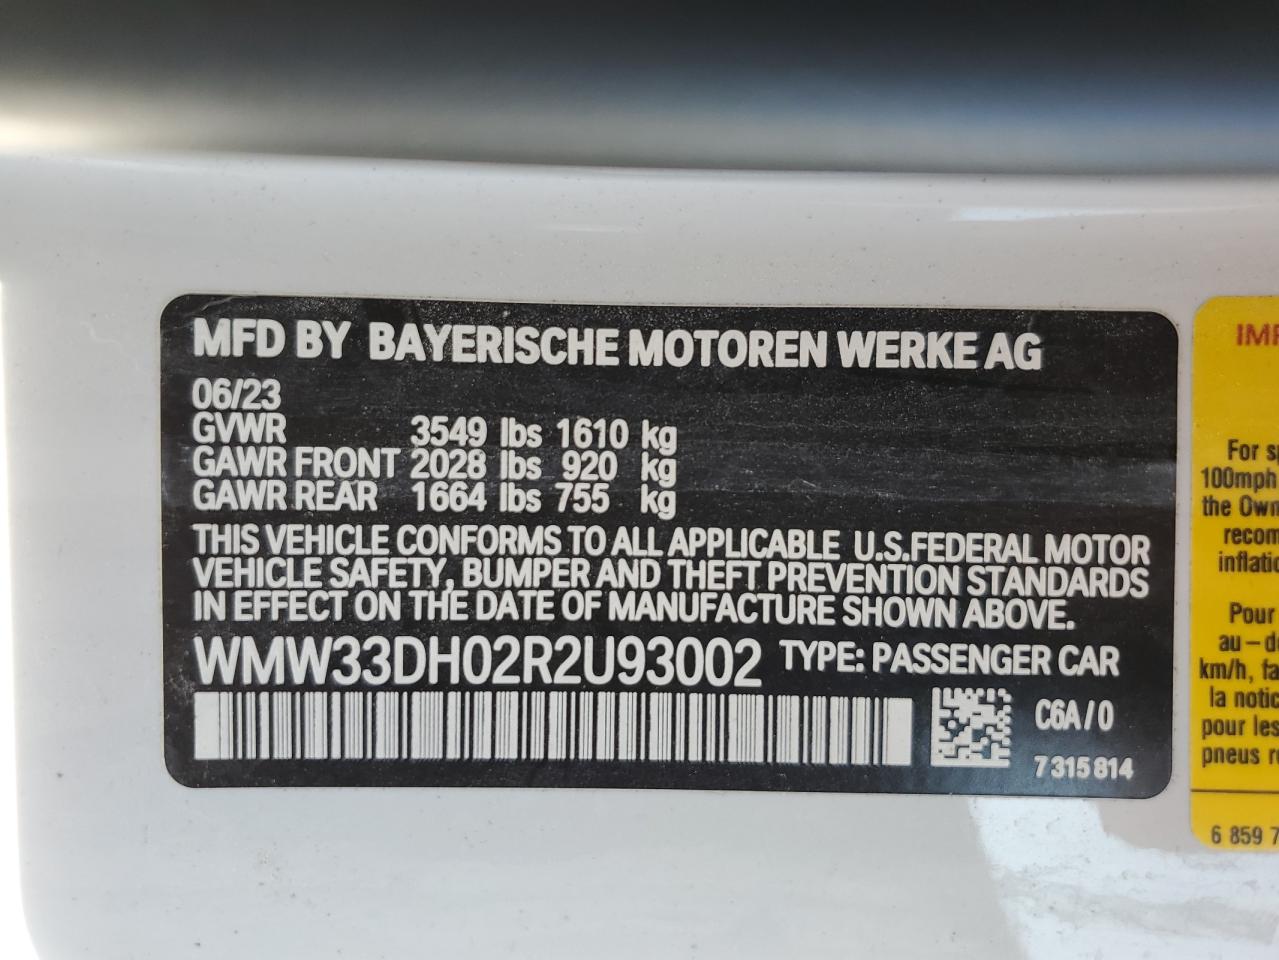 MFD BY BAYERISCHE MOTOREN WERKE AG
06/23
GVWR 3549 lbs 1610 kg
GAWR FRONT 2028 lbs 920 kg
GAWR REAR 1664 lbs 755 kg
THIS VEHICLE CONFORMS TO ALL APPLICABLE U.S.FEDERAL MOTOR
VEHICLE SAFETY, BUMPER AND THEFT PREVENTION STANDARDS
IN EFFECT ON THE DATE OF MANUFACTURE SHOWN ABOVE.
WMW33DH02R2U93002 TYPE: PASSENGER CAR
C6A/0
7 315 814
For
100mph
the
Pour
km/h,
la
pour les
pneus
6 859